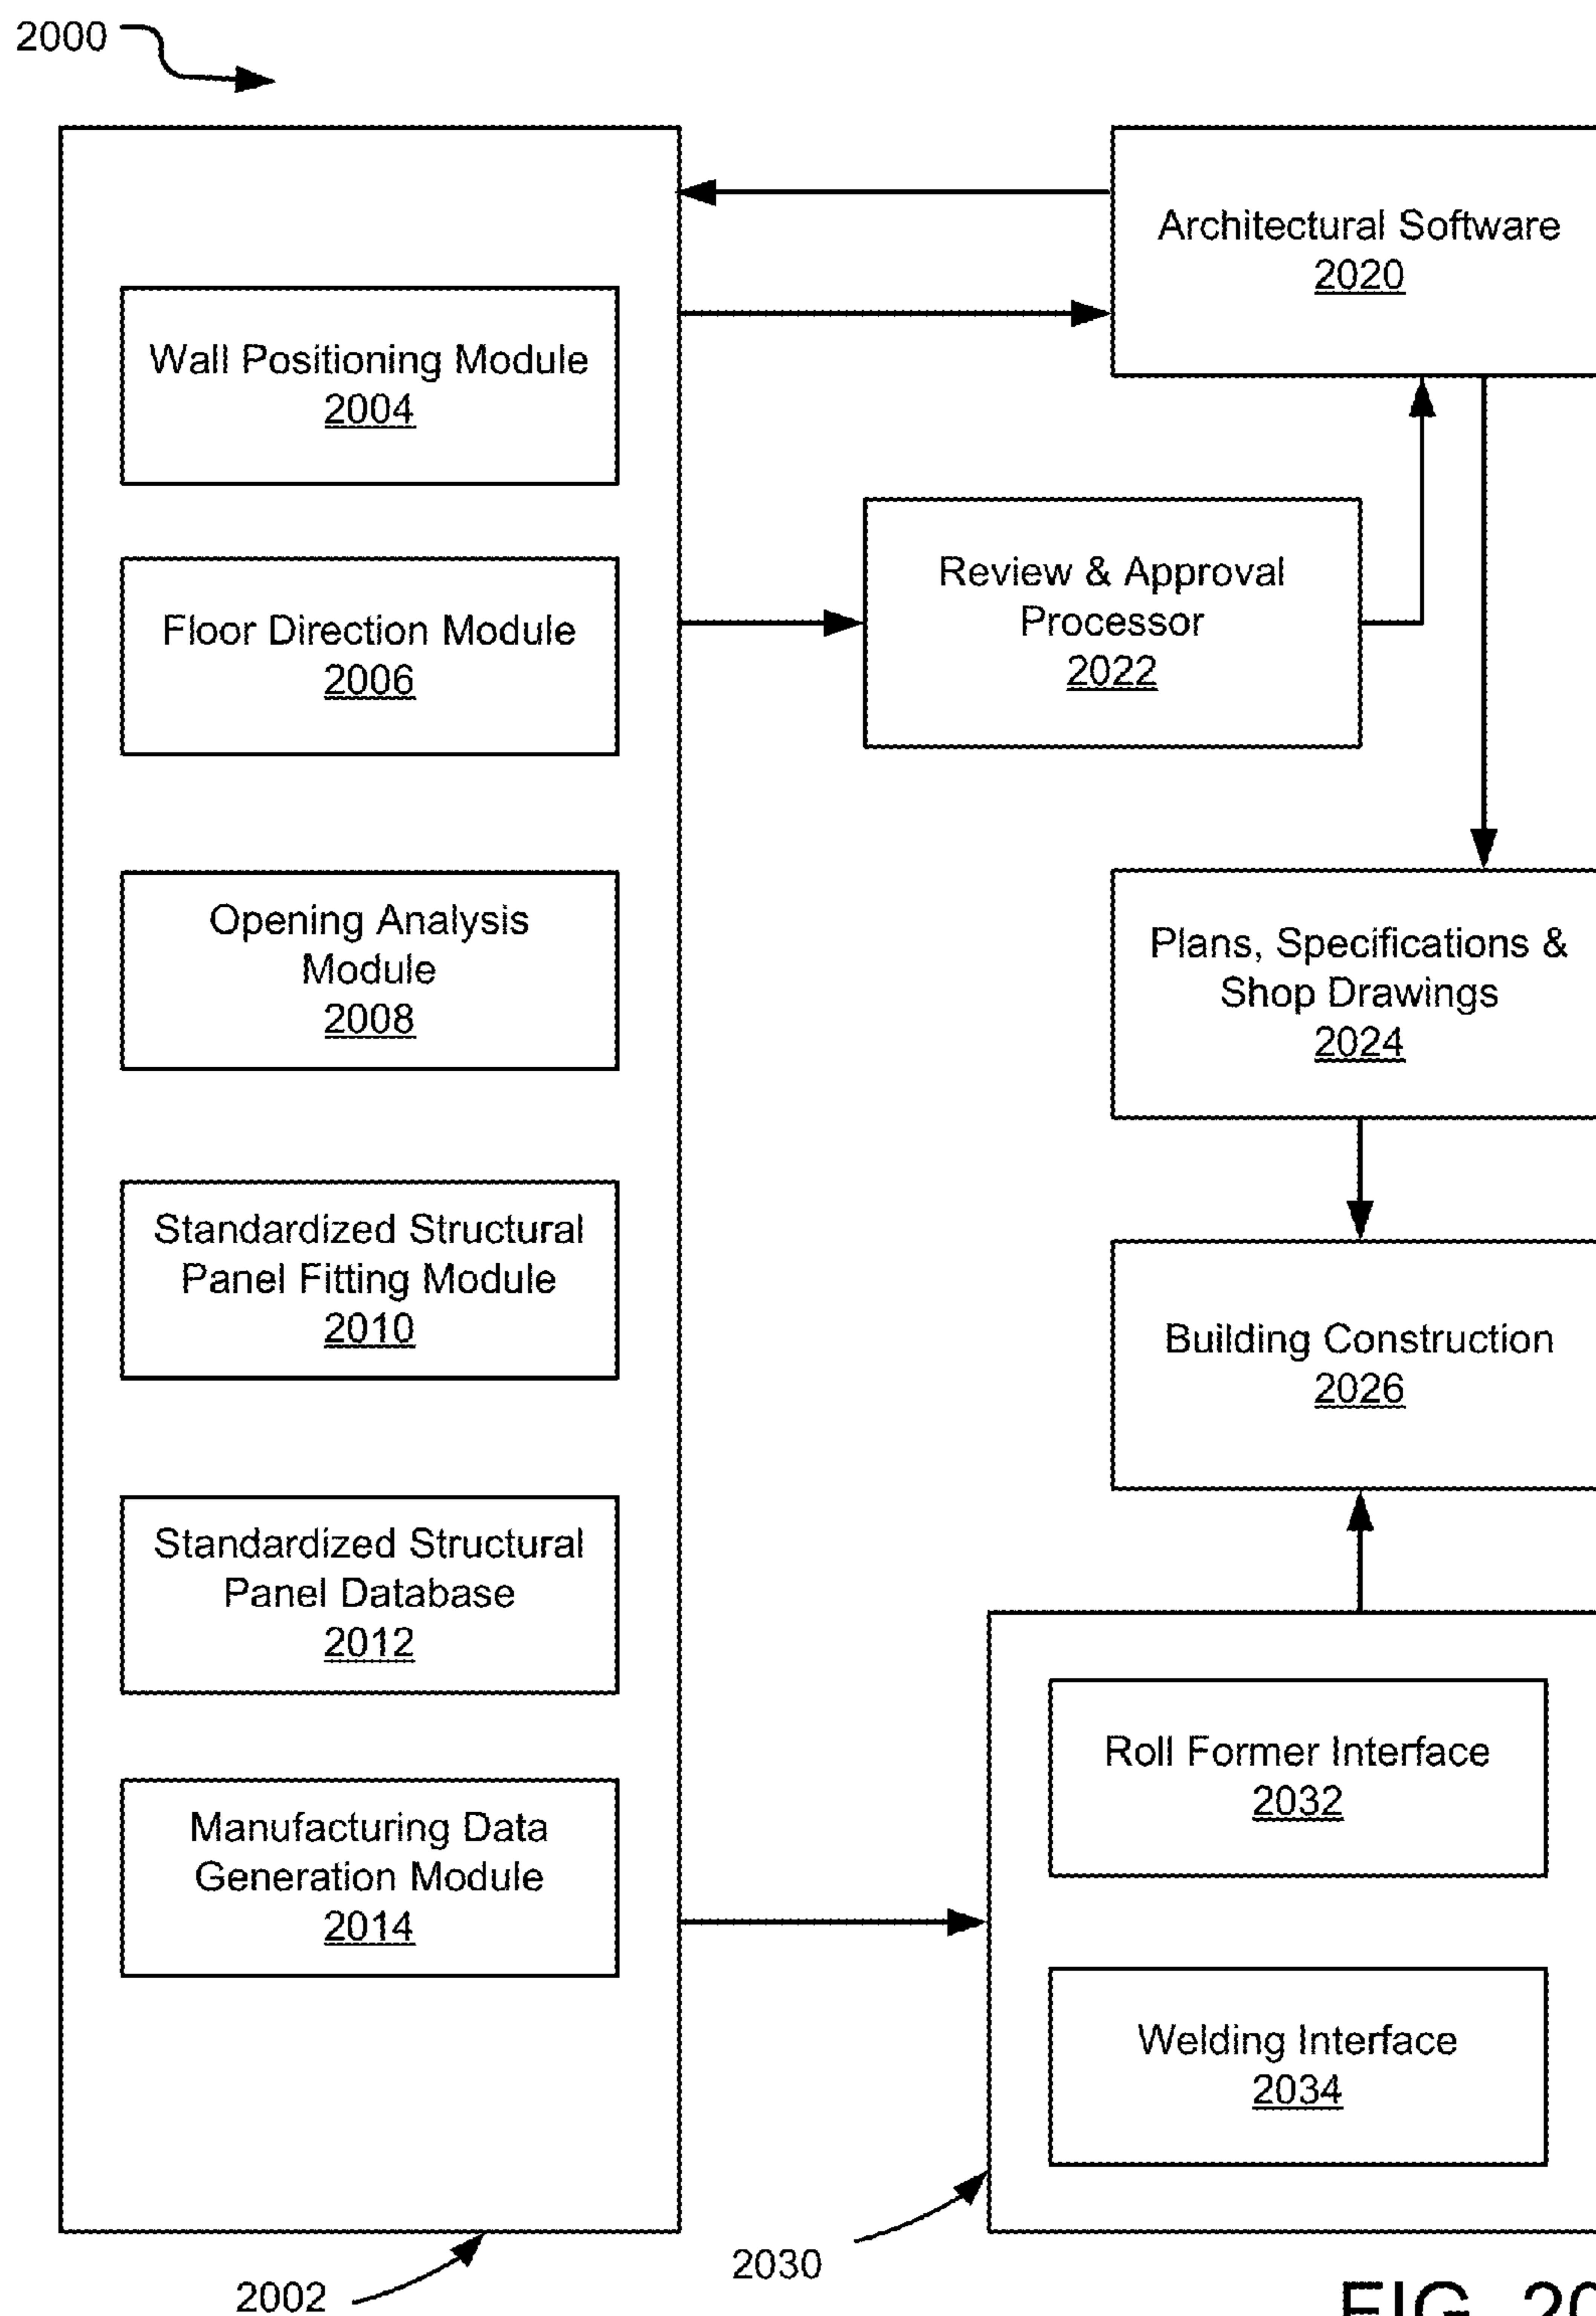 2000
Wall Positioning Module
2004
Floor Direction Module
2006
Opening Analysis
Module
2008
Standardized Structural
Panel Fitting Module
2010
Standardized Structural
Panel Database
2012
Manufacturing Data
Generation Module
2014
2002
Architectural Software
2020
Review & Approval
Processor
2022
Plans, Specifications &
Shop Drawings
2024
Building Construction
2026
Roll Former Interface
2032
Welding Interface
2034
2030
FIG. 20